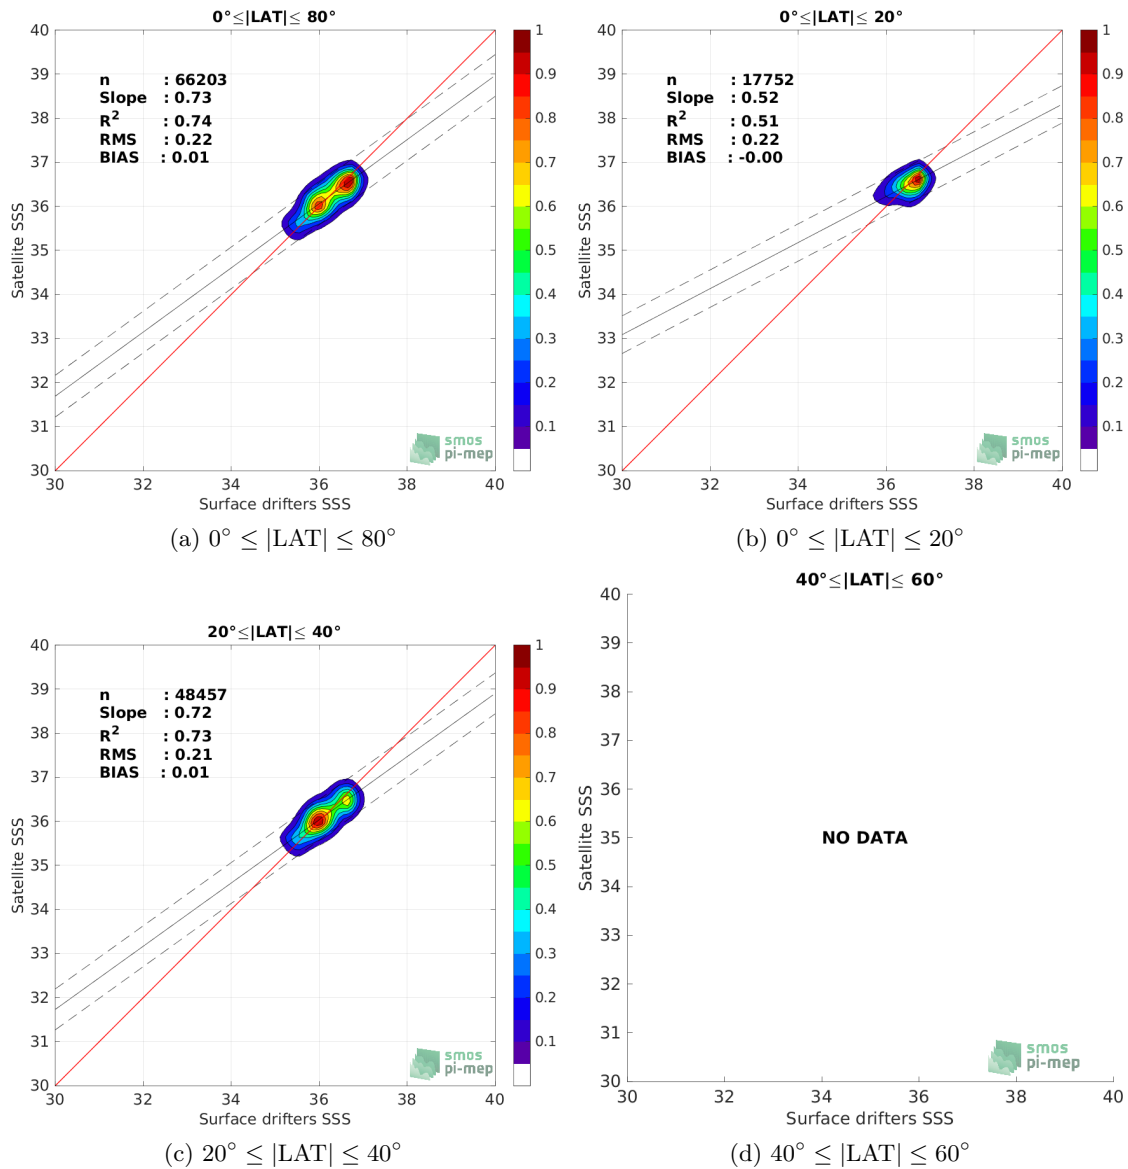 0°≤|LAT|≤ 80°
40
39
38
37
36
35
34
33
32
31
30
Satellite SSS
n : 66203
Slope : 0.73
R² : 0.74
RMS : 0.22
BIAS : 0.01
1
0.9
0.8
0.7
0.6
0.5
0.4
0.3
0.2
0.1
smos
pi-mep
30 32 34 36 38 40
Surface drifters SSS
(a) 0° ≤ |LAT| ≤ 80°
0°≤|LAT|≤ 20°
40
39
38
37
36
35
34
33
32
31
30
Satellite SSS
n : 17752
Slope : 0.52
R² : 0.51
RMS : 0.22
BIAS : -0.00
1
0.9
0.8
0.7
0.6
0.5
0.4
0.3
0.2
0.1
smos
pi-mep
30 32 34 36 38 40
Surface drifters SSS
(b) 0° ≤ |LAT| ≤ 20°
20°≤|LAT|≤ 40°
40
39
38
37
36
35
34
33
32
31
30
Satellite SSS
n : 48457
Slope : 0.72
R² : 0.73
RMS : 0.21
BIAS : 0.01
1
0.9
0.8
0.7
0.6
0.5
0.4
0.3
0.2
0.1
smos
pi-mep
30 32 34 36 38 40
Surface drifters SSS
(c) 20° ≤ |LAT| ≤ 40°
40°≤|LAT|≤ 60°
40
39
38
37
36
35
34
33
32
31
30
Satellite SSS
NO DATA
smos
pi-mep
30 32 34 36 38 40
Surface drifters SSS
(d) 40° ≤ |LAT| ≤ 60°